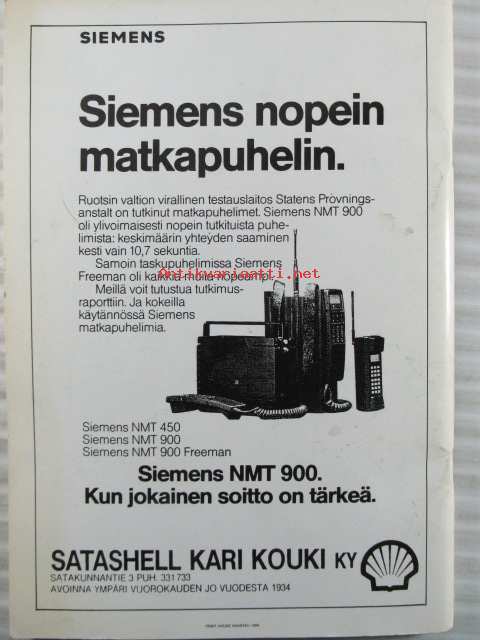 SIEMENS
Siemens nopein
matkapuhelin.
Ruotsin valtion virallinen testauslaitos Statens Prövnings-
anstalt on tutkinut matkapuhelimet. Siemens NMT 900
oli ylivoimaisesti nopein tutkituista puhe-
limista: keskimäärin yhteyden saaminen
kesti vain 10,7 sekuntia.
Samoin taskupuhelimissa Siemens
Freeman oli kaikkia muita nopeampi.
Antikvariaatti.net
Meillä voit tutustua tutkimus-
raporttiin. Ja kokeilla
käytännössä Siemens
matkapuhelimia.
Siemens NMT 450
Siemens NMT 900
Siemens NMT 900 Freeman
Siemens NMT 900.
Kun jokainen soitto on tärkeä.
SATASHELL KARI KOUKI KY
SATAKUNNANTIE 3 PUH. 331733
AVOINNA YMPÄRI VUOROKAUDEN JO VUODESTA 1934